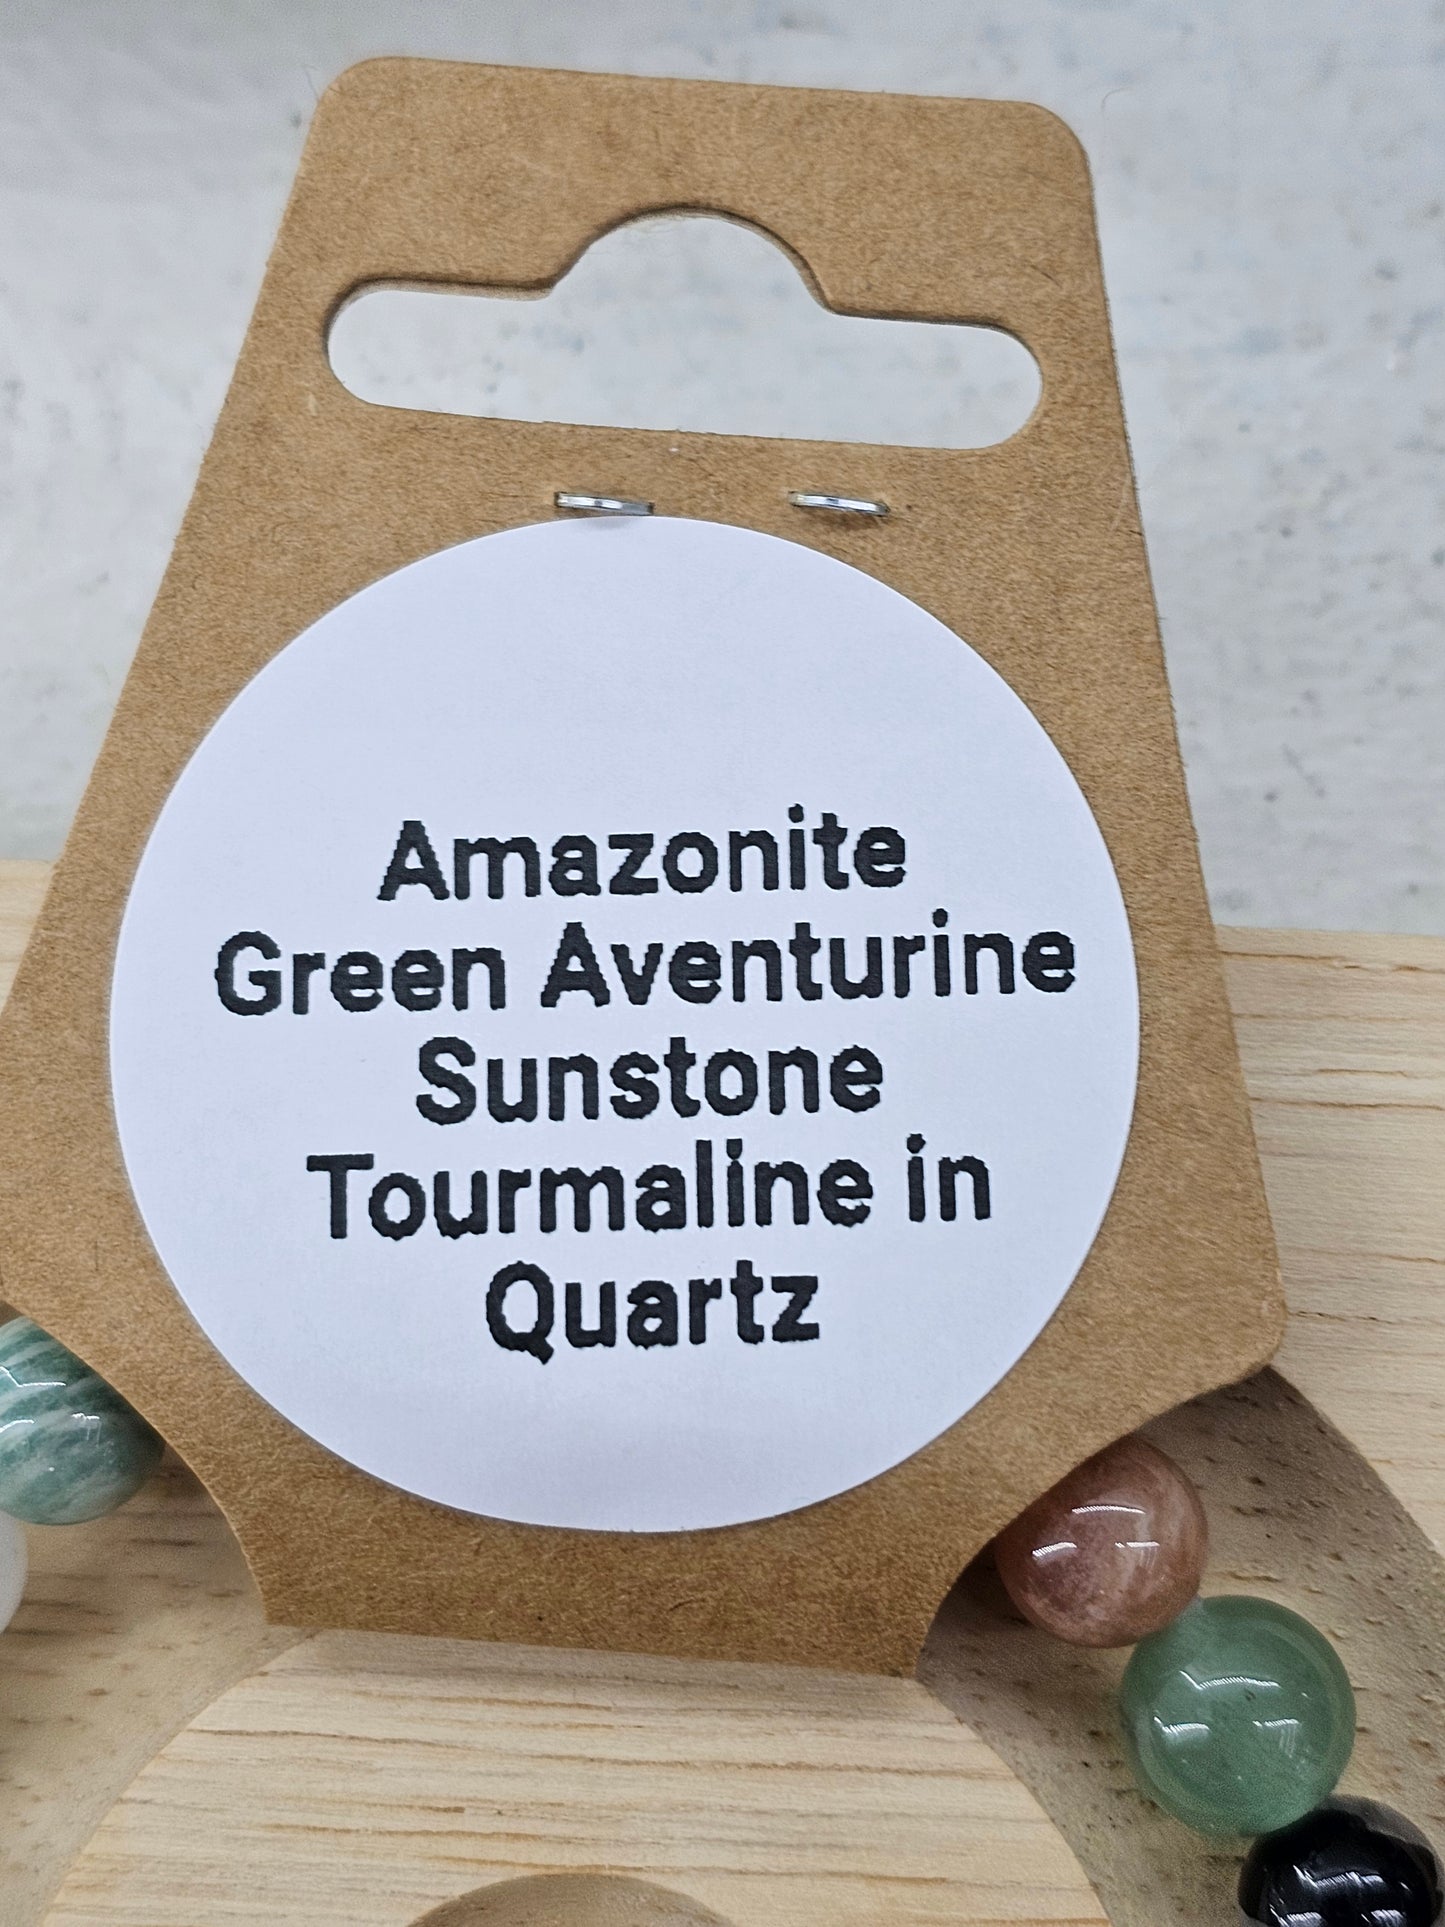 Amazonite
Green Aventurine
Sunstone
Tourmaline in
Quartz